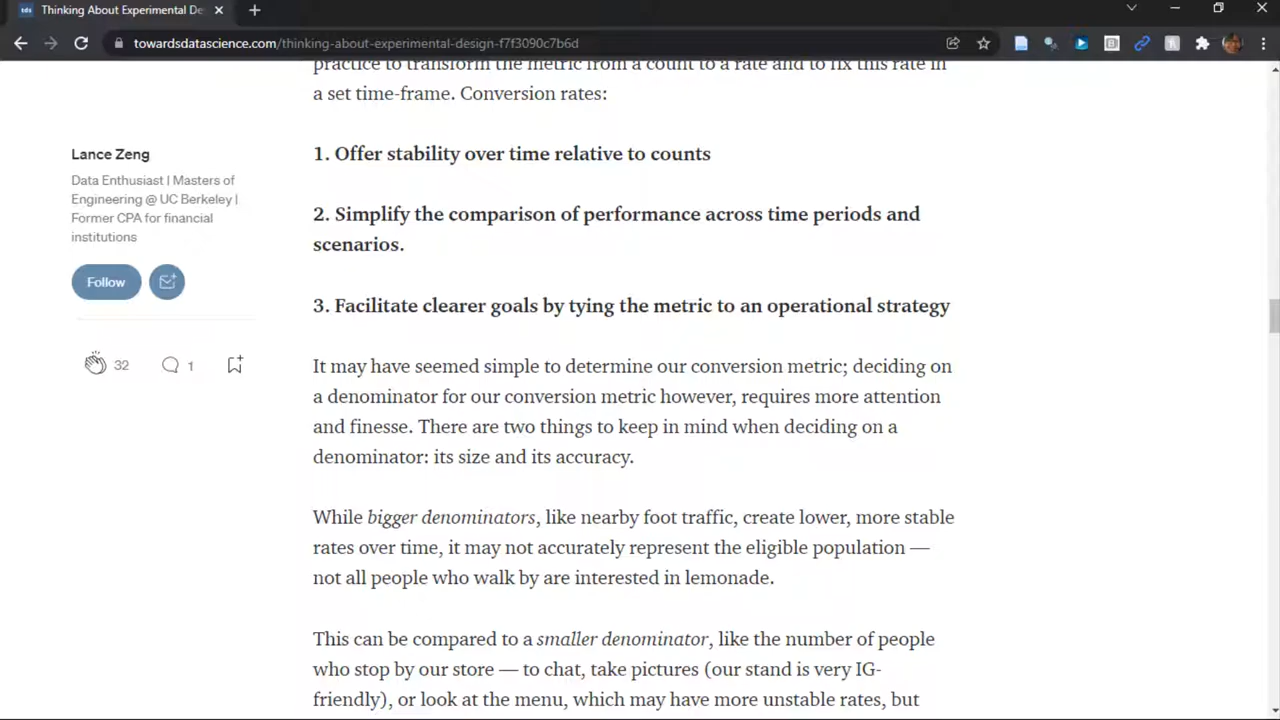 Thinking About Experimental De
towardsdatascience.com/thinking-about-experimental-design-f7f3090c7b6d
practice to transform the metric from a count to a rate and to fix this rate in
a set time-frame. Conversion rates:
Lance Zeng
Data Enthusiast | Masters of
Engineering @ UC Berkeley |
Former CPA for financial
institutions
Follow
32
1
1. Offer stability over time relative to counts
2. Simplify the comparison of performance across time periods and
scenarios.
3. Facilitate clearer goals by tying the metric to an operational strategy
It may have seemed simple to determine our conversion metric; deciding on
a denominator for our conversion metric however, requires more attention
and finesse. There are two things to keep in mind when deciding on a
denominator: its size and its accuracy.
While bigger denominators, like nearby foot traffic, create lower, more stable
rates over time, it may not accurately represent the eligible population —
not all people who walk by are interested in lemonade.
This can be compared to a smaller denominator, like the number of people
who stop by our store — to chat, take pictures (our stand is very IG-
friendly), or look at the menu, which may have more unstable rates, but